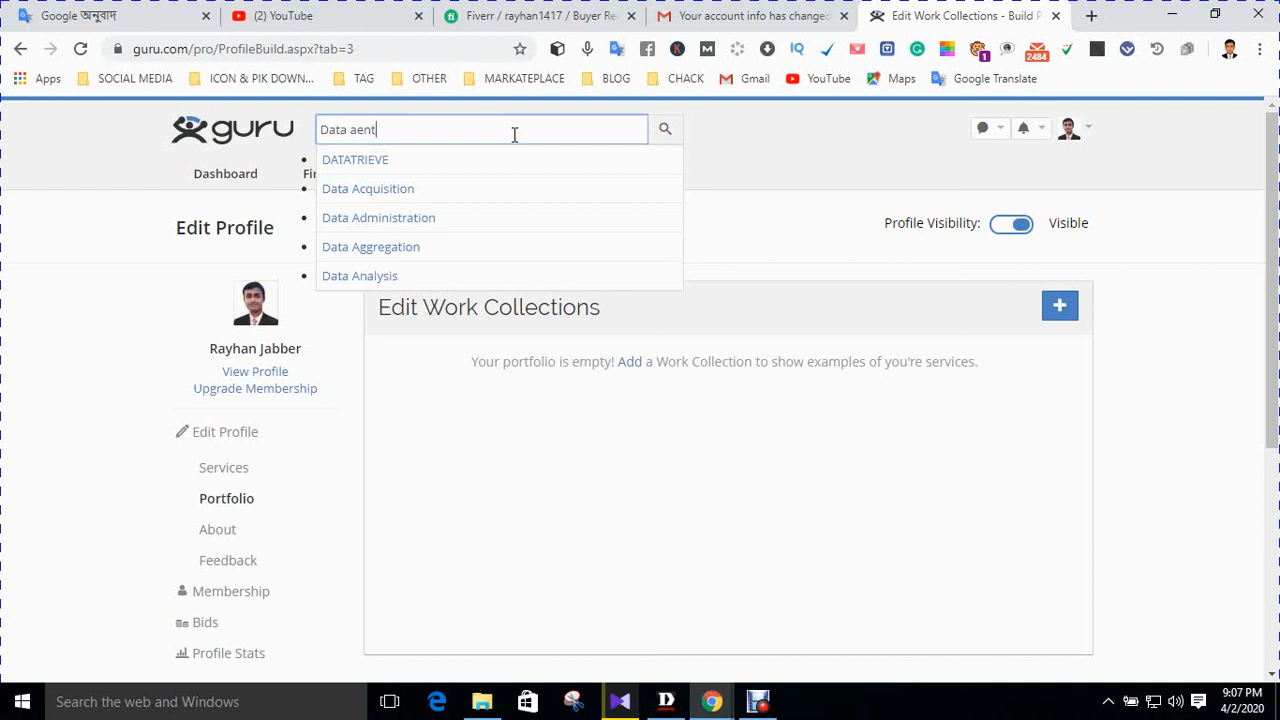 Google অনুবাদ
(2) YouTube
Fiverr / rayhan1417 / Buyer Re
Your account info has changed
Edit Work Collections - Build P
guru.com/pro/ProfileBuild.aspx?tab=3
1
2484
Apps
SOCIAL MEDIA
ICON & PIK DOWN...
TAG
OTHER
MARKATEPLACE
BLOG
CHACK
Gmail
YouTube
Maps
Google Translate
guru
Data aent
DATATRIEVE
Dashboard
Fin
Data Acquisition
Data Administration
Data Aggregation
Data Analysis
Edit Profile
Profile Visibility:
Visible
Edit Work Collections
Your portfolio is empty! Add a Work Collection to show examples of you're services.
Rayhan Jabber
View Profile
Upgrade Membership
Edit Profile
Services
Portfolio
About
Feedback
Membership
Bids
Profile Stats
Search the web and Windows
9:07 PM
4/2/2020